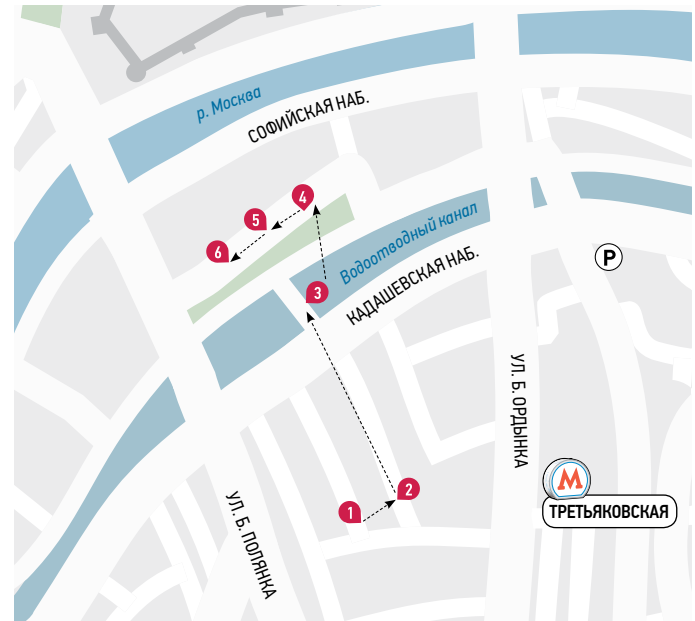 р. Москва
СОФИЙСКАЯ НАБ.
4
5
6
Водоотводный канал
3
КАДАШЕВСКАЯ НАБ.
P
УЛ. Б. ОРДЫНКА
М
2
1
ТРЕТЬЯКОВСКАЯ
УЛ. Б. ПОЛЯНКА